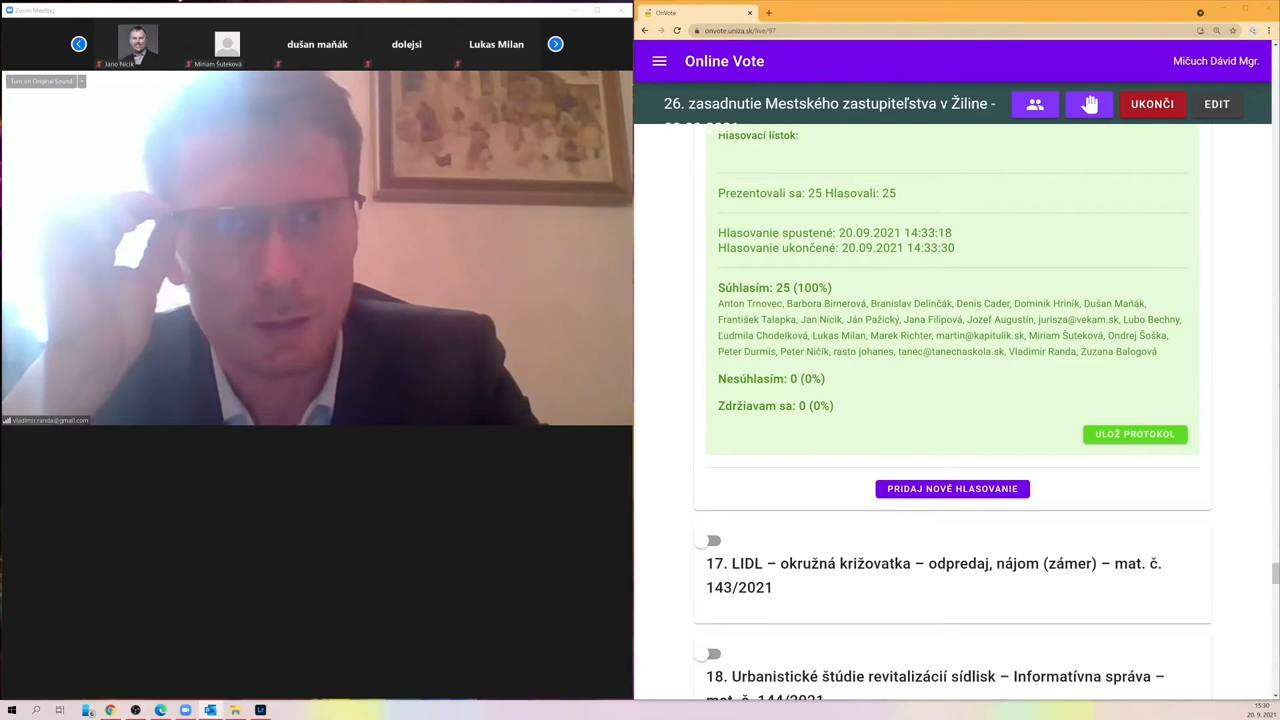 Zoom Meeting
Jano Nicik
Miriam Šuteková
dušan maňák
dolejsi
Lukas Milan
Turn on Original Sound
vladimir.randa@gmail.com
OnVote
onvote.uniza.sk/live/97
Online Vote
Mičuch Dávid Mgr.
26. zasadnutie Mestského zastupiteľstva v Žiline -
UKONČI
EDIT
Hlasovací lístok:
Prezentovali sa: 25 Hlasovali: 25
Hlasovanie spustené: 20.09.2021 14:33:18
Hlasovanie ukončené: 20.09.2021 14:33:30
Súhlasím: 25 (100%)
Anton Trnovec, Barbora Birnerová, Branislav Delinčák, Denis Cader, Dominik Hriník, Dušan Maňák,
František Talapka, Jan Nicik, Ján Pažický, Jana Filipová, Jozef Augustín, jurisza@vekam.sk, Lubo Bechny,
Ľudmila Chodelková, Lukas Milan, Marek Richter, martin@kapitulik.sk, Miriam Šuteková, Ondrej Šoška,
Peter Durmis, Peter Ničík, rasto johanes, tanec@tanecnaskola.sk, Vladimir Randa, Zuzana Balogová
Nesúhlasím: 0 (0%)
Zdržiavam sa: 0 (0%)
ULOŽ PROTOKOL
PRIDAJ NOVÉ HLASOVANIE
17. LIDL – okružná križovatka – odpredaj, nájom (zámer) – mat. č.
143/2021
18. Urbanistické štúdie revitalizácií sídlisk – Informatívna správa –
mat. č. 144/2021
15:30
20. 9. 2021